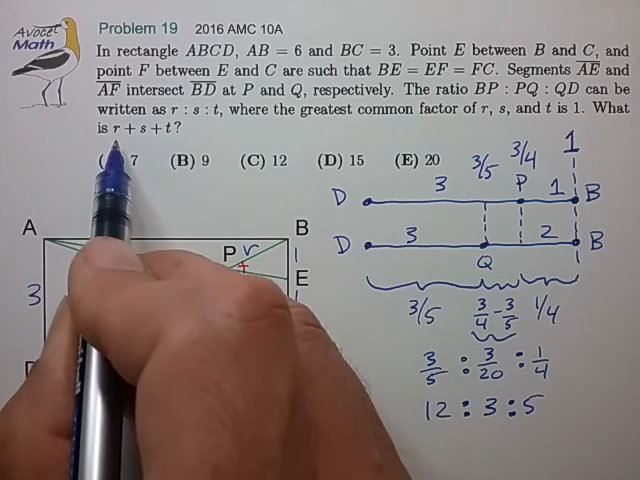 Avocet
Math
Problem 19 2016 AMC 10A
In rectangle ABCD, AB = 6 and BC = 3. Point E between B and C, and
point F between E and C are such that BE = EF = FC. Segments AE and
AF intersect BD at P and Q, respectively. The ratio BP : PQ : QD can be
written as r : s : t, where the greatest common factor of r, s, and t is 1. What
is r + s + t?
( 7 (B) 9 (C) 12 (D) 15 (E) 20
3/5 3/4 1
D 3 P 1 B
D 3 2 B
Q
3/5 3/4 - 3/5 1/4
3/5 : 3/20 : 1/4
12 : 3 : 5
A B
P r 1
E
3 1